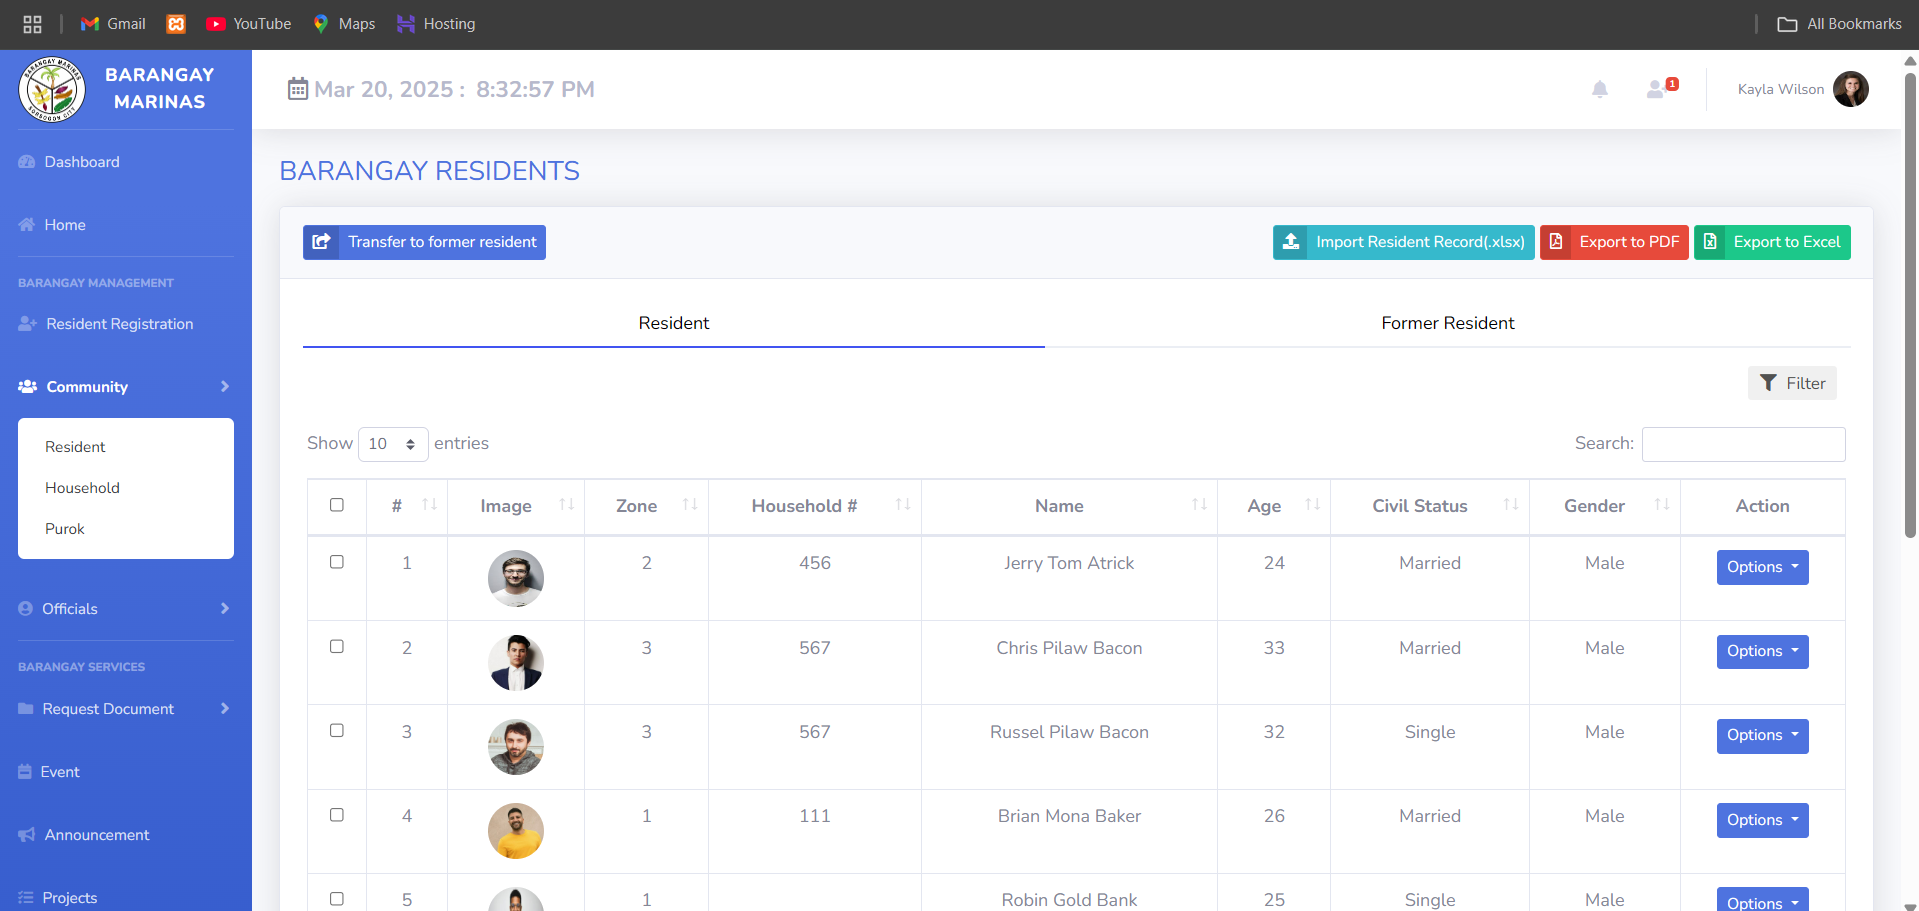 Gmail
YouTube
Maps
Hosting
All Bookmarks
BARANGAY MARINAS
SORSOGON CITY
BARANGAY
MARINAS
Mar 20, 2025 : 8:32:57 PM
1
Kayla Wilson
Dashboard
Home
BARANGAY MANAGEMENT
Resident Registration
Community
Resident
Household
Purok
Officials
BARANGAY SERVICES
Request Document
Event
Announcement
Projects
BARANGAY RESIDENTS
Transfer to former resident
Import Resident Record(.xlsx)
Export to PDF
Export to Excel
Resident
Former Resident
Filter
Show 10 entries
Search:
# Image Zone Household # Name Age Civil Status Gender Action
1 2 456 Jerry Tom Atrick 24 Married Male Options
2 3 567 Chris Pilaw Bacon 33 Married Male Options
3 3 567 Russel Pilaw Bacon 32 Single Male Options
4 1 111 Brian Mona Baker 26 Married Male Options
5 1 Robin Gold Bank 25 Single Male Options